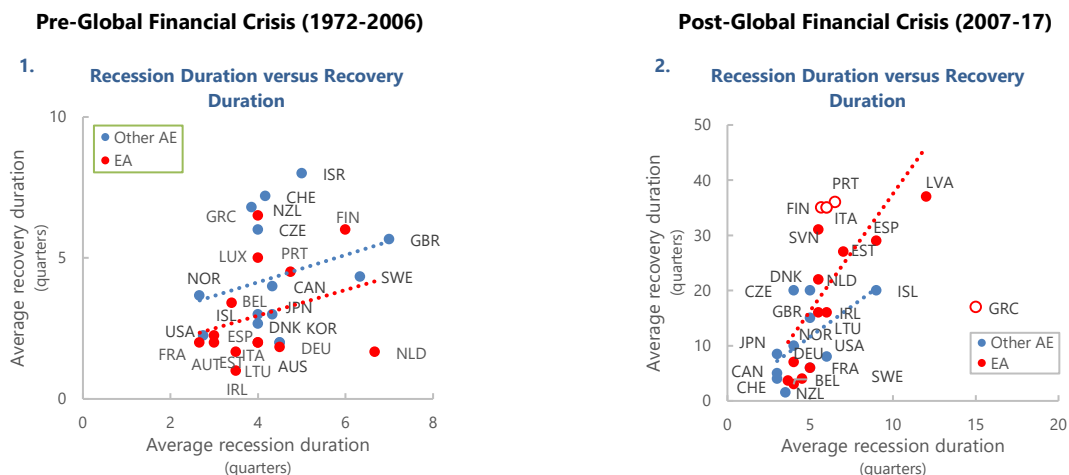 Pre-Global Financial Crisis (1972-2006)
1.
Recession Duration versus Recovery
Duration
Average recovery duration
(quarters)
10
5
0
Other AE
EA
ISR
CHE
GRC
NZL
CZE
FIN
GBR
LUX
PRT
SWE
NOR
CAN
BEL
ISL
JPN
USA
ESP
DNK
KOR
FRA
AUT
EST
ITA
LTU
DEU
AUS
NLD
IRL
0
2
4
6
8
Average recession duration
(quarters)
Post-Global Financial Crisis (2007-17)
2.
Recession Duration versus Recovery
Duration
Average recovery duration
(quarters)
50
40
30
20
10
0
PRT
LVA
FIN
ITA
SVN
ESP
EST
DNK
NLD
CZE
ISL
GBR
IRL
GRC
LTU
NOR
JPN
USA
DEU
CAN
FRA
SWE
CHE
BEL
NZL
Other AE
EA
0
5
10
15
20
Average recession duration
(quarters)